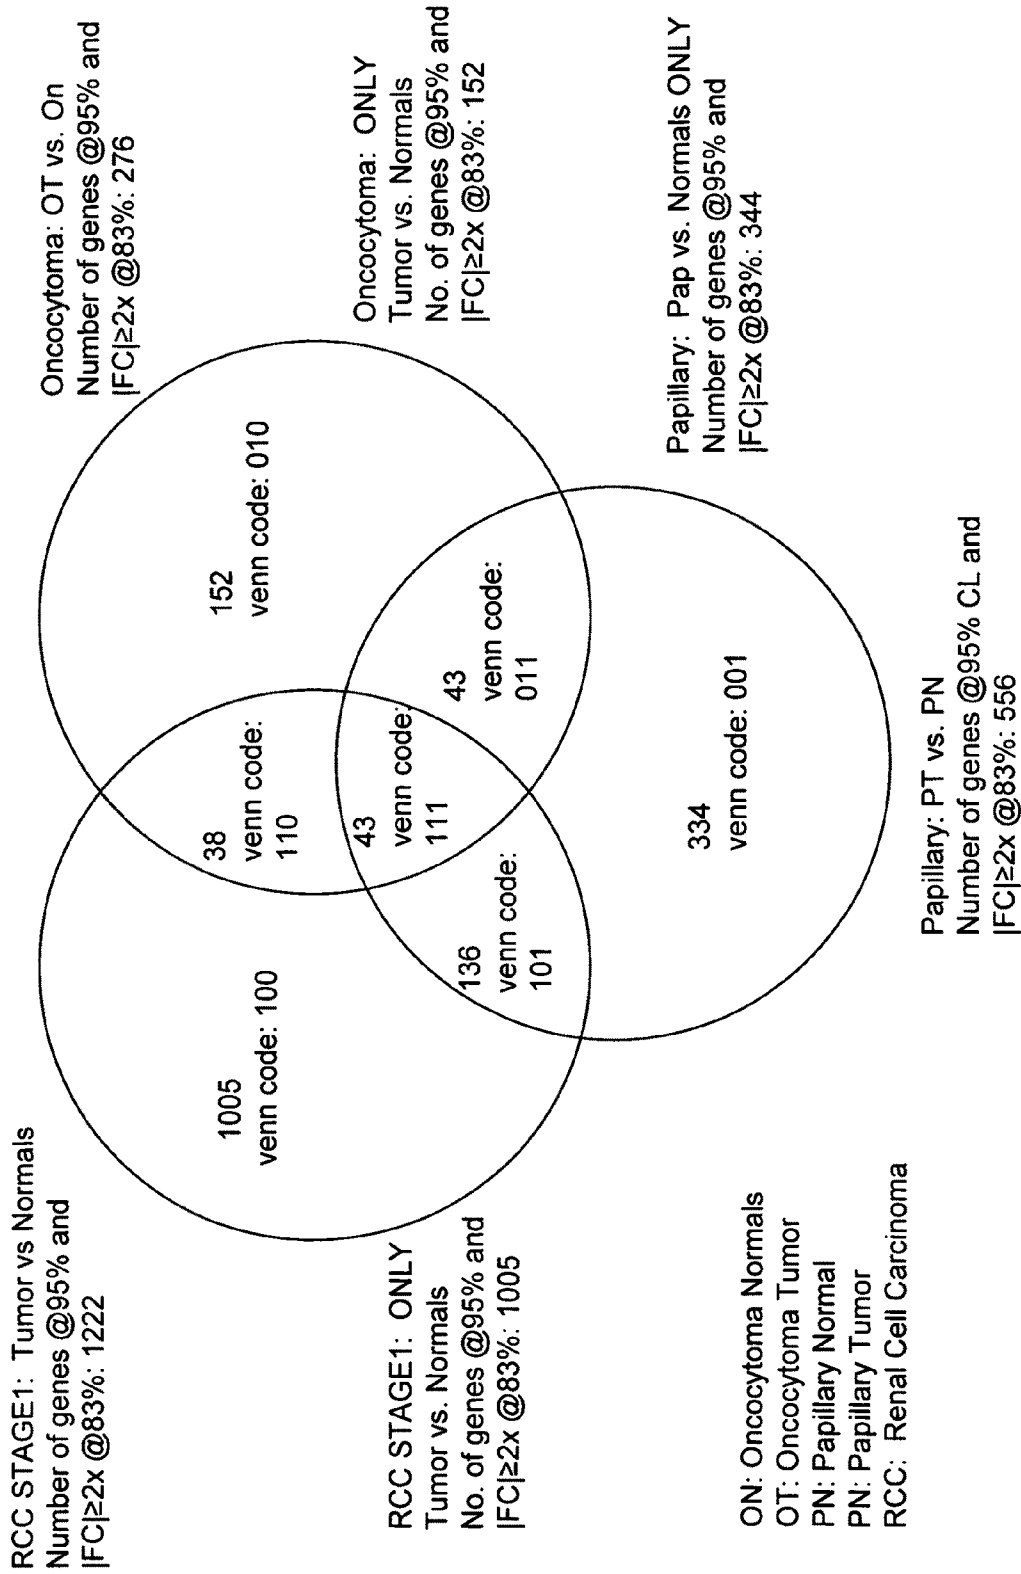 RCC STAGE1: Tumor vs Normals
Number of genes @95% and
|FC|≥2x @83%: 1222
Oncocytoma: OT vs. On
Number of genes @95% and
|FC|≥2x @83%: 276
1005
venn code: 100
38
venn code:
110
152
venn code: 010
RCC STAGE1: ONLY
Tumor vs. Normals
No. of genes @95% and
|FC|≥2x @83%: 1005
43
venn code:
111
Oncocytoma: ONLY
Tumor vs. Normals
No. of genes @95% and
|FC|≥2x @83%: 152
136
venn code:
101
43
venn code:
011
334
venn code: 001
Papillary: Pap vs. Normals ONLY
Number of genes @95% and
|FC|≥2x @83%: 344
ON: Oncocytoma Normals
OT: Oncocytoma Tumor
PN: Papillary Normal
PN: Papillary Tumor
RCC: Renal Cell Carcinoma
Papillary: PT vs. PN
Number of genes @95% CL and
|FC|≥2x @83%: 556